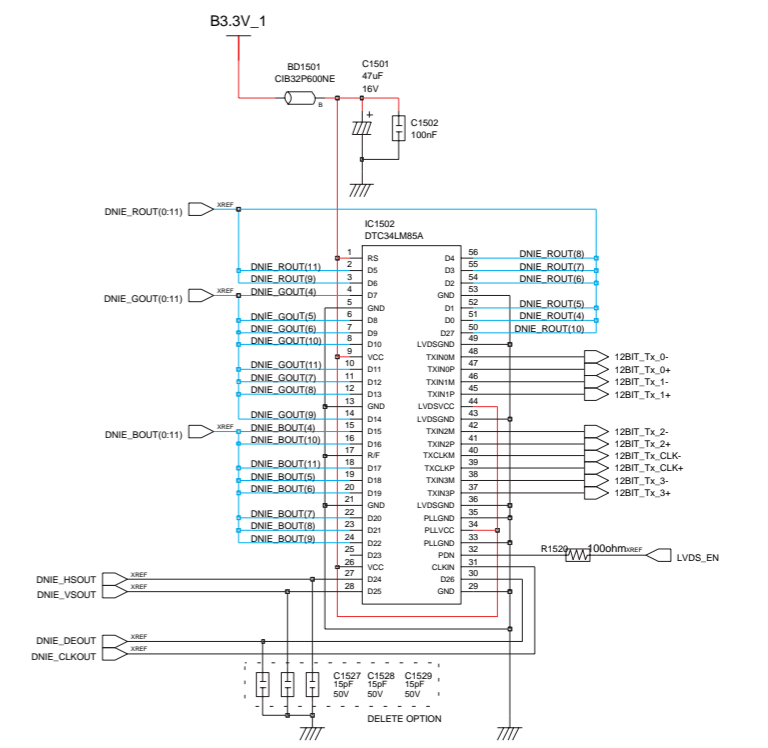 B3.3V_1
BD1501
CIB32P600NE
B
C1501
47uF
16V
+
C1502
100nF
DNIE_ROUT(0:11) XREF
IC1502
DTC34LM85A
1 RS D4 56 DNIE_ROUT(8)
DNIE_ROUT(11) 2 D5 D3 55 DNIE_ROUT(7)
DNIE_ROUT(9) 3 D6 D2 54 DNIE_ROUT(6)
DNIE_GOUT(0:11) XREF DNIE_GOUT(4) 4 D7 GND 53
5 GND D1 52 DNIE_ROUT(5)
DNIE_GOUT(5) 6 D8 D0 51 DNIE_ROUT(4)
DNIE_GOUT(6) 7 D9 D27 50 DNIE_ROUT(10)
DNIE_GOUT(10) 8 D10 LVDSGND 49
9 VCC TXIN0M 48 12BIT_Tx_0-
DNIE_GOUT(11) 10 D11 TXIN0P 47 12BIT_Tx_0+
DNIE_GOUT(7) 11 D12 TXIN1M 46 12BIT_Tx_1-
DNIE_GOUT(8) 12 D13 TXIN1P 45 12BIT_Tx_1+
13 GND LVDSVCC 44
DNIE_GOUT(9) 14 D14 LVDSGND 43
DNIE_BOUT(0:11) XREF DNIE_BOUT(4) 15 D15 TXIN2M 42 12BIT_Tx_2-
DNIE_BOUT(10) 16 D16 TXIN2P 41 12BIT_Tx_2+
17 R/F TXCLKM 40 12BIT_Tx_CLK-
DNIE_BOUT(11) 18 D17 TXCLKP 39 12BIT_Tx_CLK+
DNIE_BOUT(5) 19 D18 TXIN3M 38 12BIT_Tx_3-
DNIE_BOUT(6) 20 D19 TXIN3P 37 12BIT_Tx_3+
21 GND LVDSGND 36
DNIE_BOUT(7) 22 D20 PLLGND 35
DNIE_BOUT(8) 23 D21 PLLVCC 34
DNIE_BOUT(9) 24 D22 PLLGND 33
25 D23 PDN 32 R1520 100ohm XREF LVDS_EN
26 VCC CLKIN 31
DNIE_HSOUT XREF 27 D24 D26 30
DNIE_VSOUT XREF 28 D25 GND 29
DNIE_DEOUT XREF
DNIE_CLKOUT XREF
C1527 C1528 C1529
15pF 15pF 15pF
50V 50V 50V
DELETE OPTION